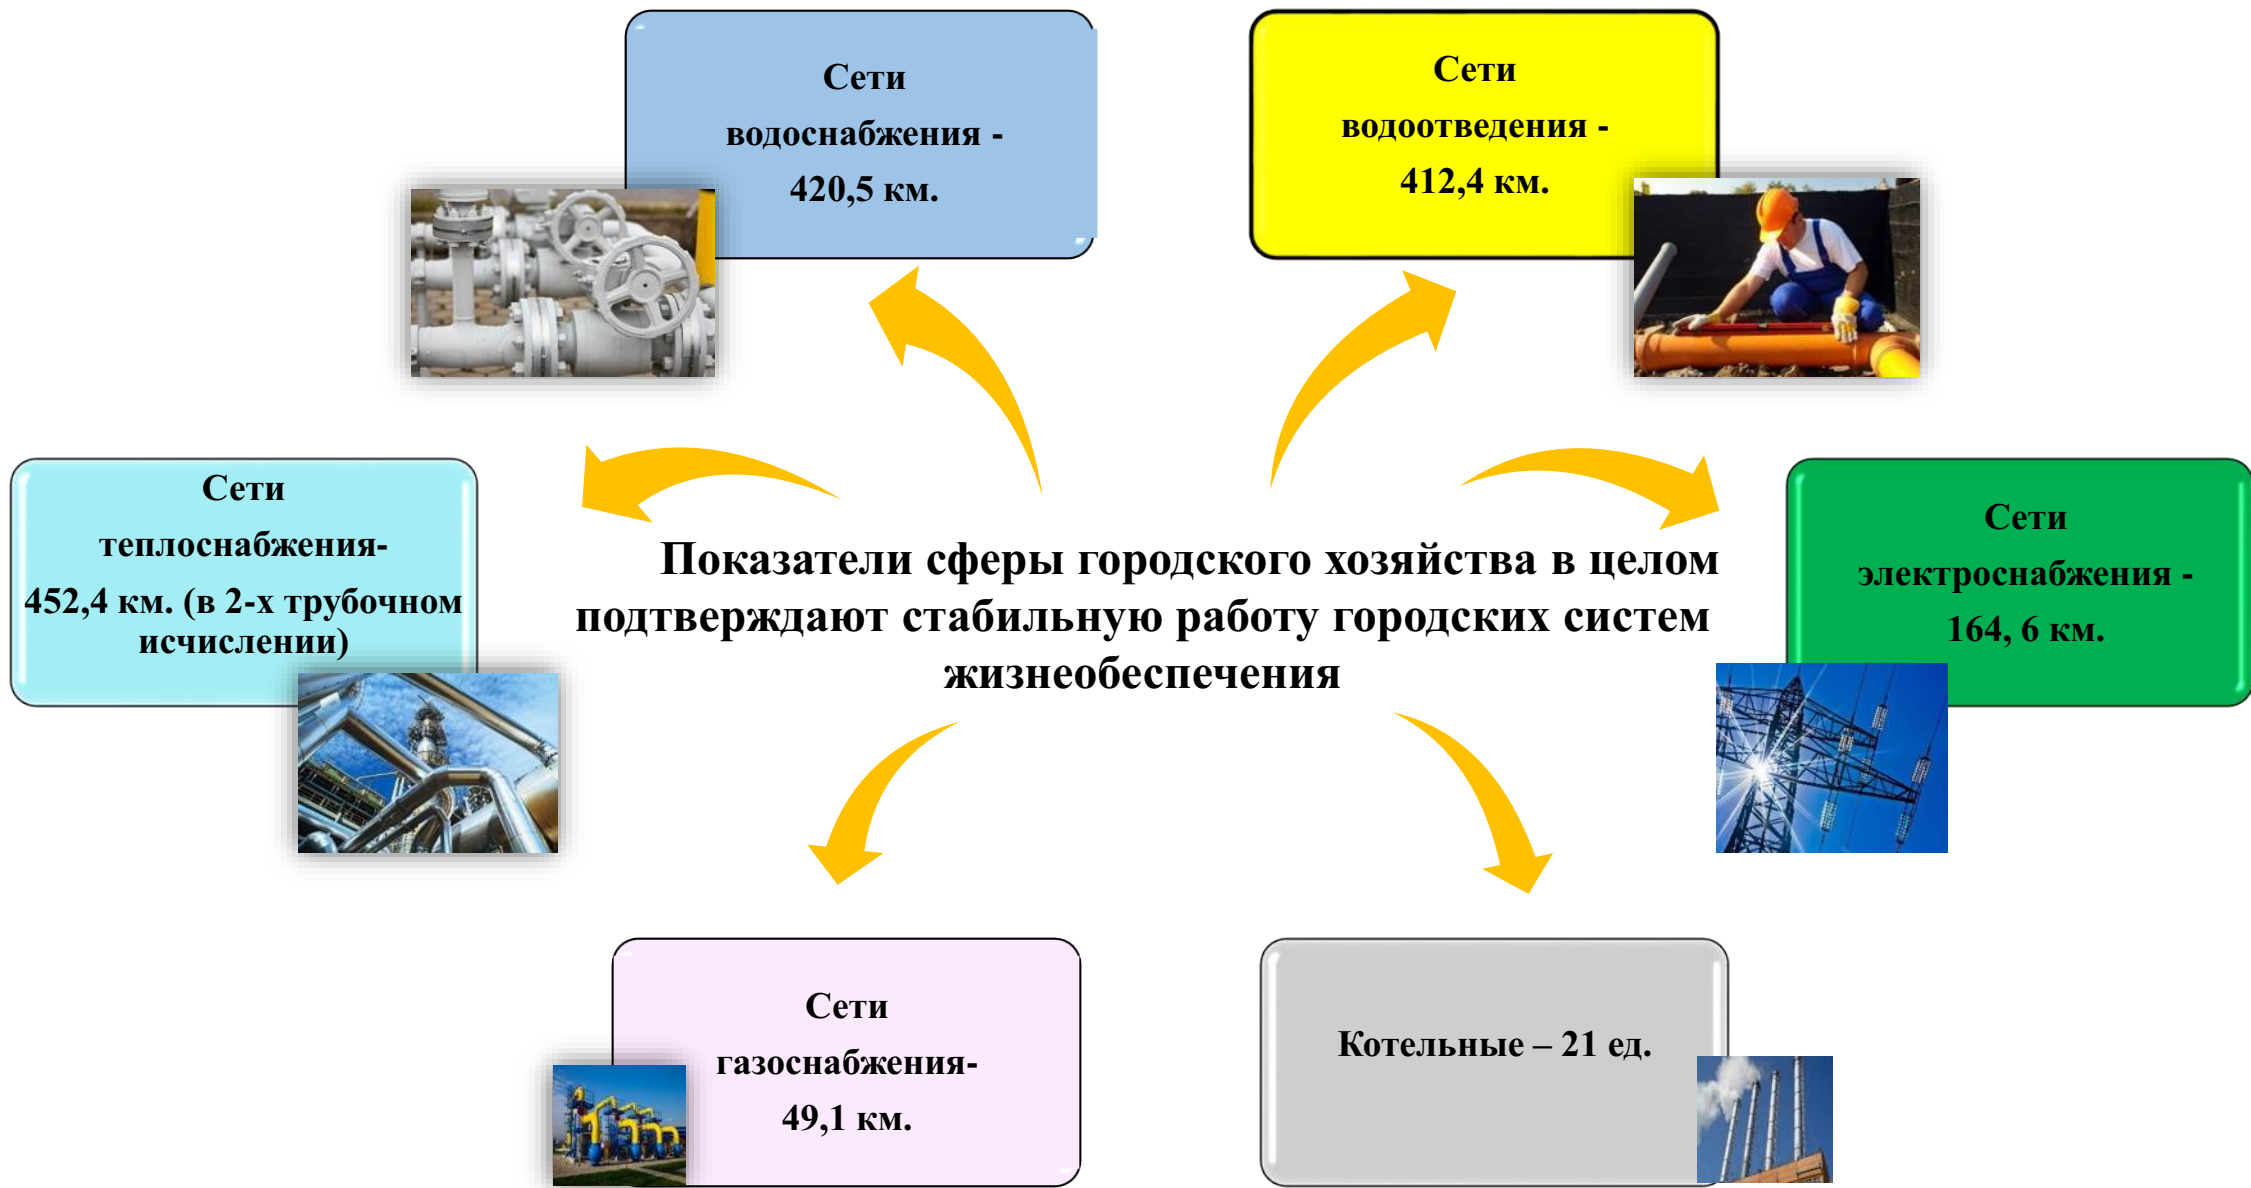 Сети
водоснабжения -
420,5 км.
Сети
водоотведения -
412,4 км.
Сети
теплоснабжения-
452,4 км. (в 2-х трубочном
исчислении)
Сети
электроснабжения -
164, 6 км.
Показатели сферы городского хозяйства в целом
подтверждают стабильную работу городских систем
жизнеобеспечения
Сети
газоснабжения-
49,1 км.
Котельные – 21 ед.